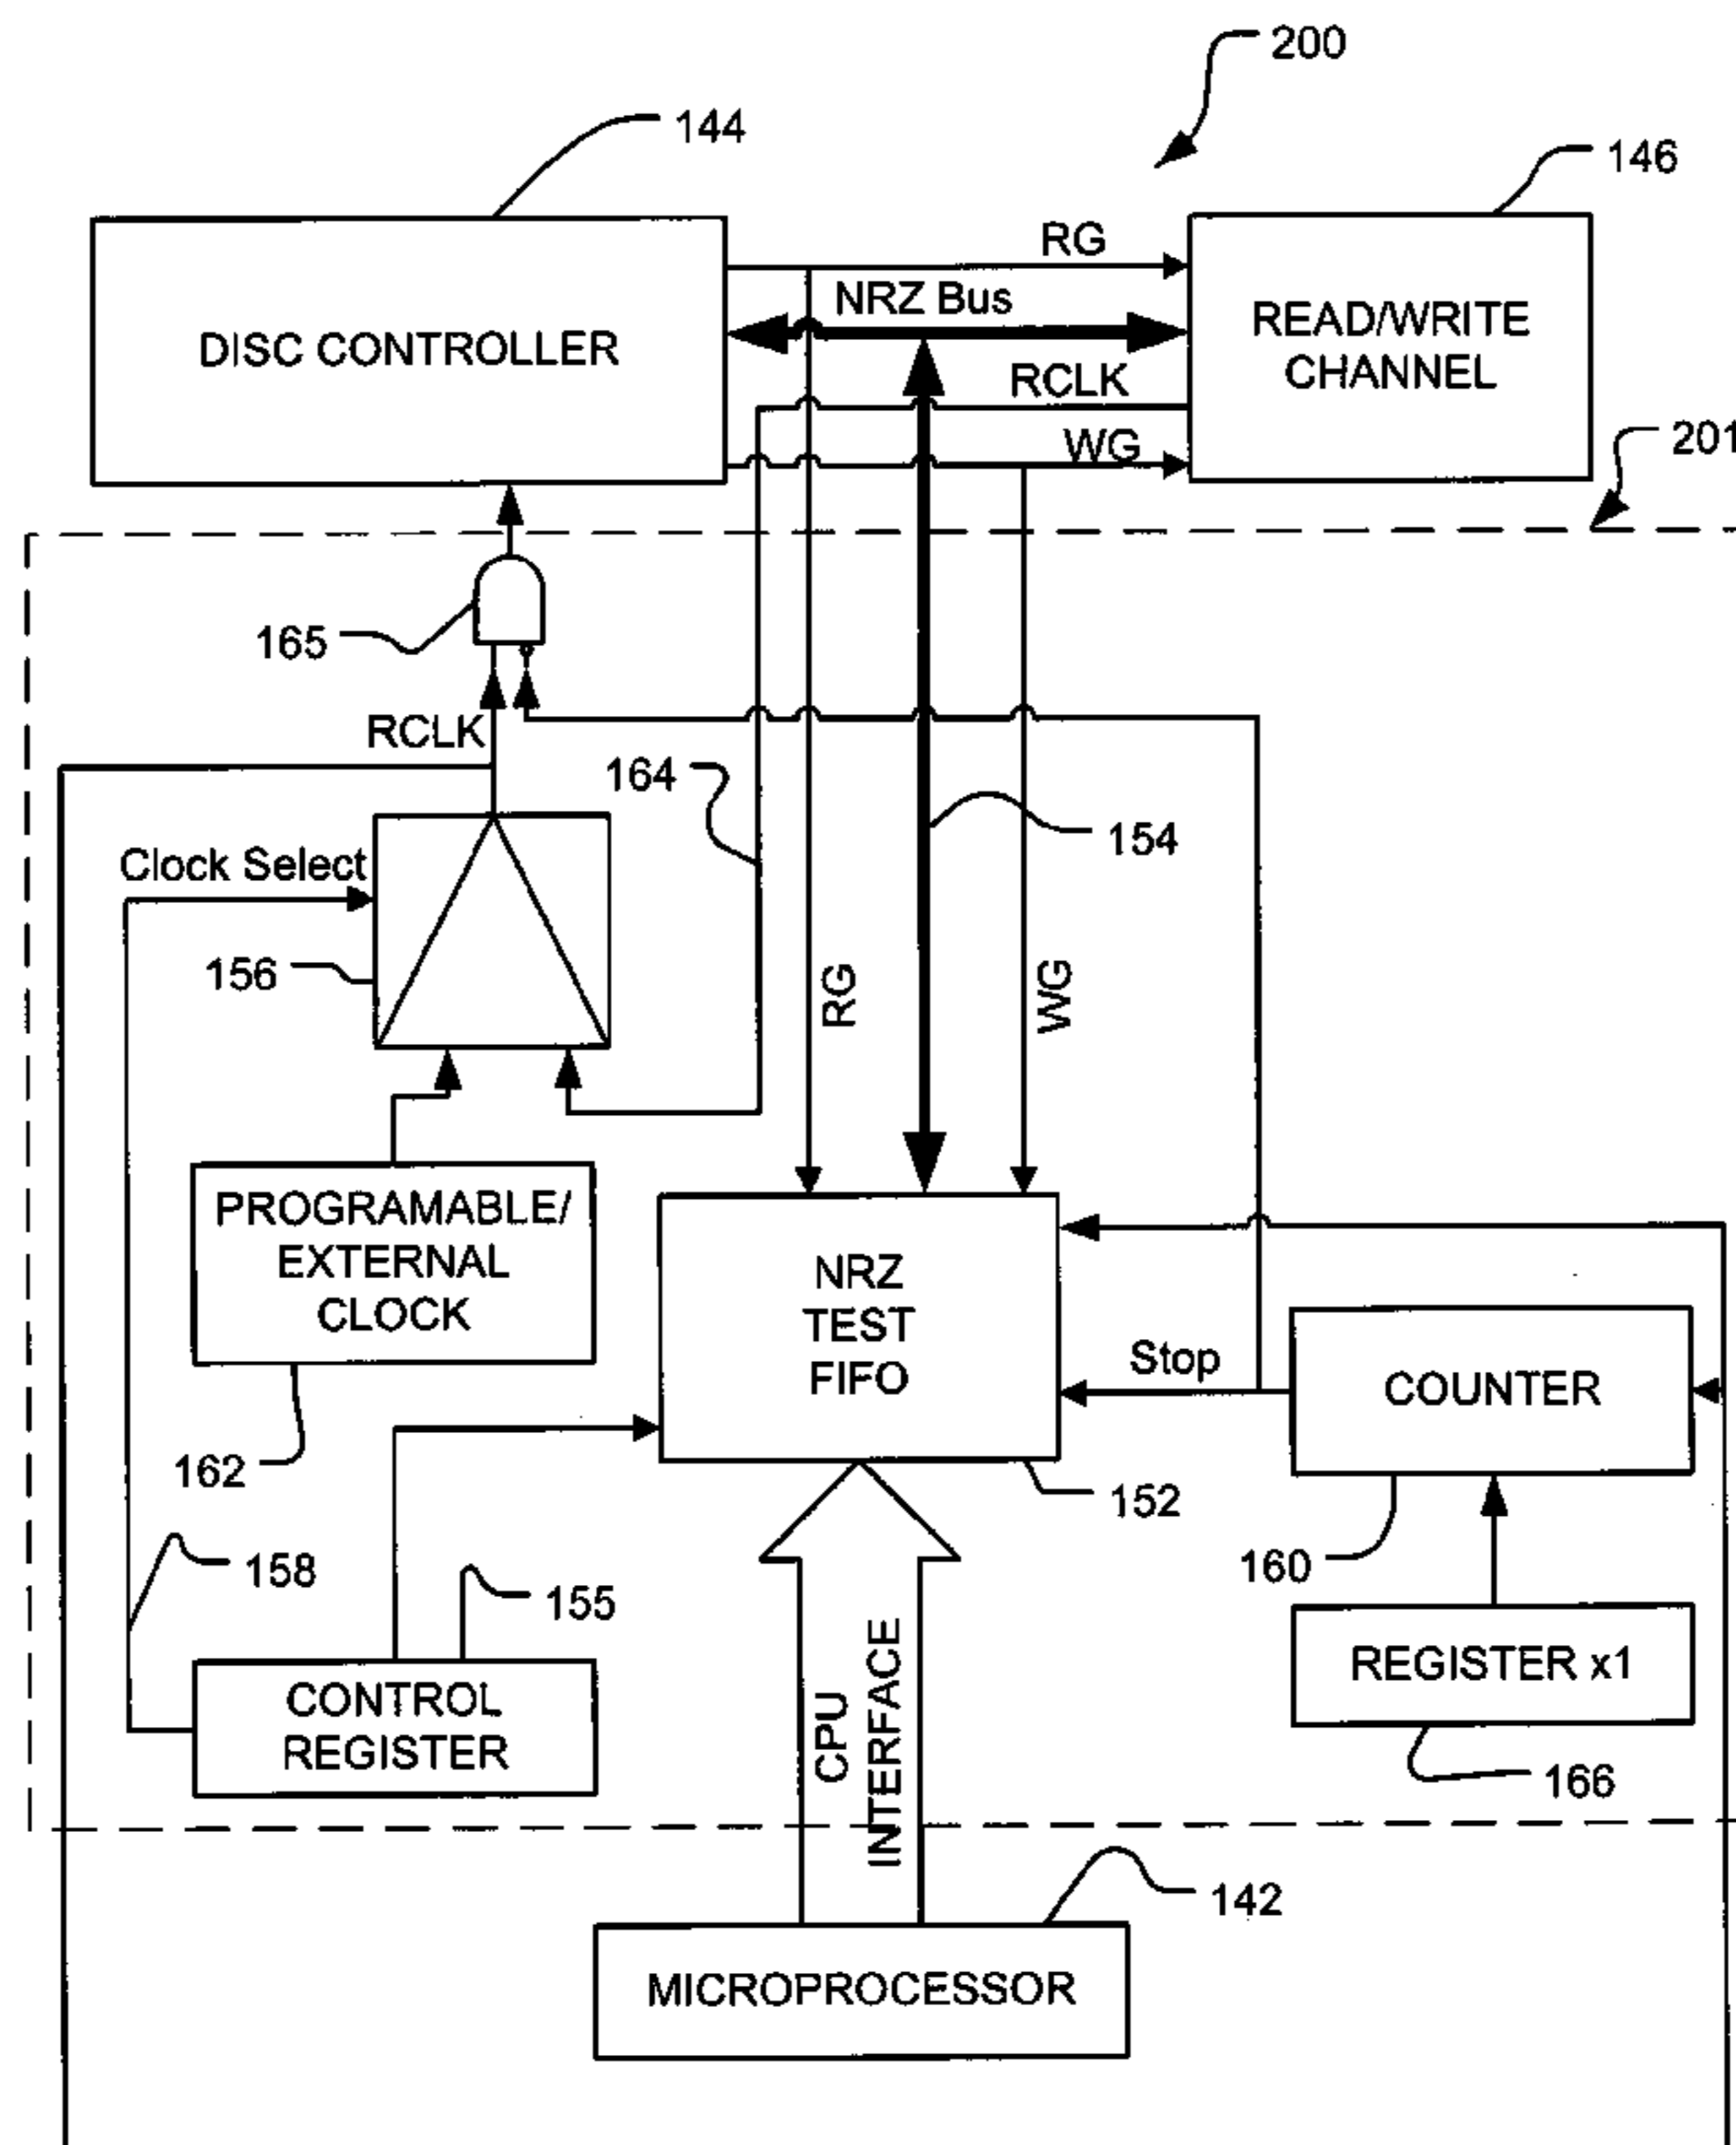 200
144
146
RG
NRZ Bus
DISC CONTROLLER
READ/WRITE
CHANNEL
RCLK
WG
201
165
RCLK
164
154
Clock Select
156
RG
WG
PROGRAMABLE/
EXTERNAL
CLOCK
NRZ
TEST
FIFO
Stop
COUNTER
162
152
158
155
160
CPU
INTERFACE
REGISTER x1
CONTROL
REGISTER
166
142
MICROPROCESSOR